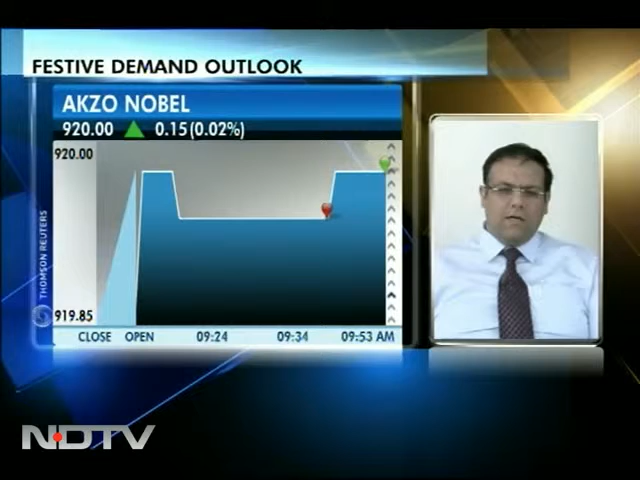 FESTIVE DEMAND OUTLOOK
AKZO NOBEL
920.00 ▲ 0.15 (0.02%)
920.00
THOMSON REUTERS
919.85
CLOSE OPEN 09:24 09:34 09:53 AM
NDTV